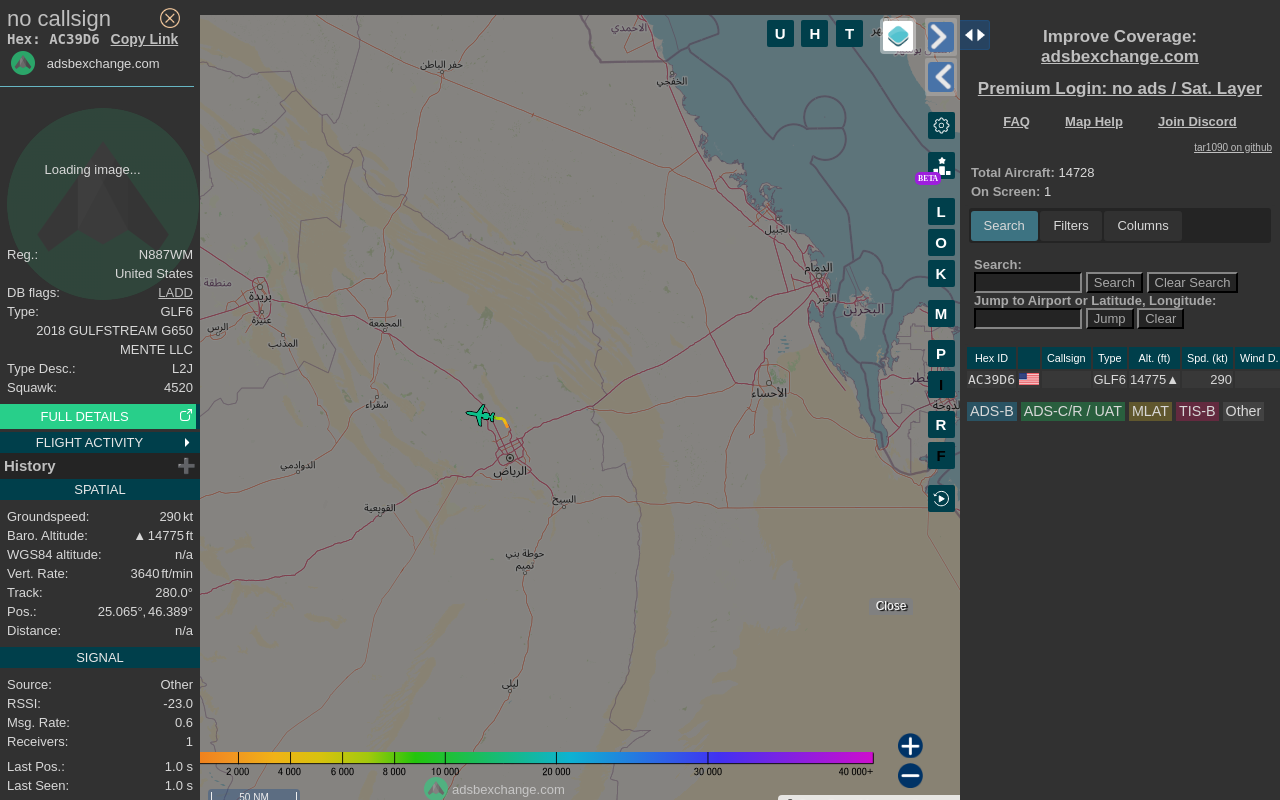 no callsign
Hex: AC39D6 Copy Link
adsbexchange.com
Loading image...
Reg.: N887WM
United States
DB flags: LADD
Type: GLF6
2018 GULFSTREAM G650
MENTE LLC
Type Desc.: L2J
Squawk: 4520
FULL DETAILS
FLIGHT ACTIVITY
History
SPATIAL
Groundspeed: 290 kt
Baro. Altitude: ▲ 14775 ft
WGS84 altitude: n/a
Vert. Rate: 3640 ft/min
Track: 280.0°
Pos.: 25.065°, 46.389°
Distance: n/a
SIGNAL
Source: Other
RSSI: -23.0
Msg. Rate: 0.6
Receivers: 1
Last Pos.: 1.0 s
Last Seen: 1.0 s
U H T
الأحمدي
حفر الباطن
الخفجي
الجبيل
الدمام
الخبر
البحرين
منطقة
بريدة
عنيزة
الرس
المذنب
المجمعة
شقراء
الأحساء
قطر
الدوحة
الرياض
الدوادمي
القويعية
السيح
حوطة بني
تميم
ليلى
BETA
L
O
K
M
P
I
R
F
Close
2 000 4 000 6 000 8 000 10 000 20 000 30 000 40 000+
adsbexchange.com
50 NM
Improve Coverage:
adsbexchange.com
Premium Login: no ads / Sat. Layer
FAQ Map Help Join Discord
tar1090 on github
Total Aircraft: 14728
On Screen: 1
Search Filters Columns
Search:
Search Clear Search
Jump to Airport or Latitude, Longitude:
Jump Clear
Hex ID Callsign Type Alt. (ft) Spd. (kt) Wind D.
AC39D6 GLF6 14775▲ 290
ADS-B ADS-C/R / UAT MLAT TIS-B Other